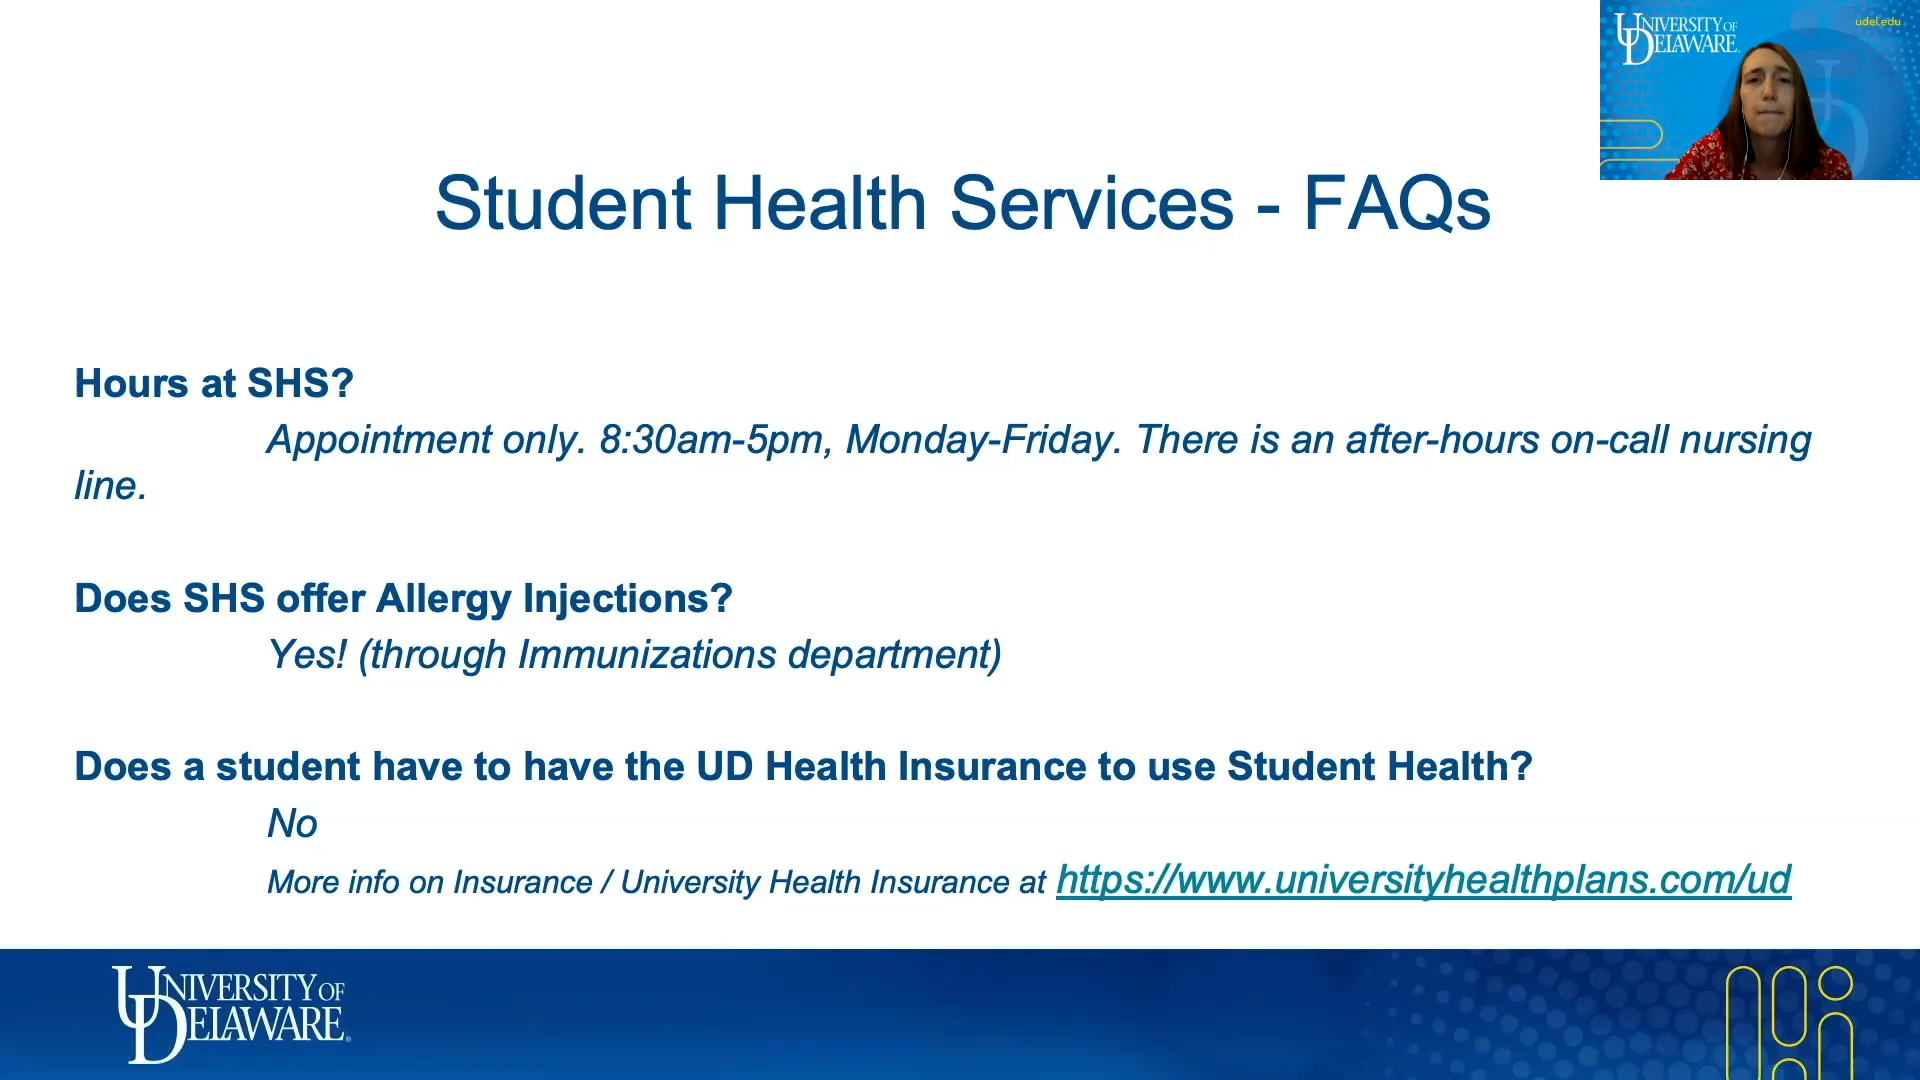 UNIVERSITY OF
DELAWARE
udel.edu
Student Health Services - FAQs
Hours at SHS?
Appointment only. 8:30am-5pm, Monday-Friday. There is an after-hours on-call nursing
line.
Does SHS offer Allergy Injections?
Yes! (through Immunizations department)
Does a student have to have the UD Health Insurance to use Student Health?
No
More info on Insurance / University Health Insurance at https://www.universityhealthplans.com/ud
UNIVERSITY OF
DELAWARE®